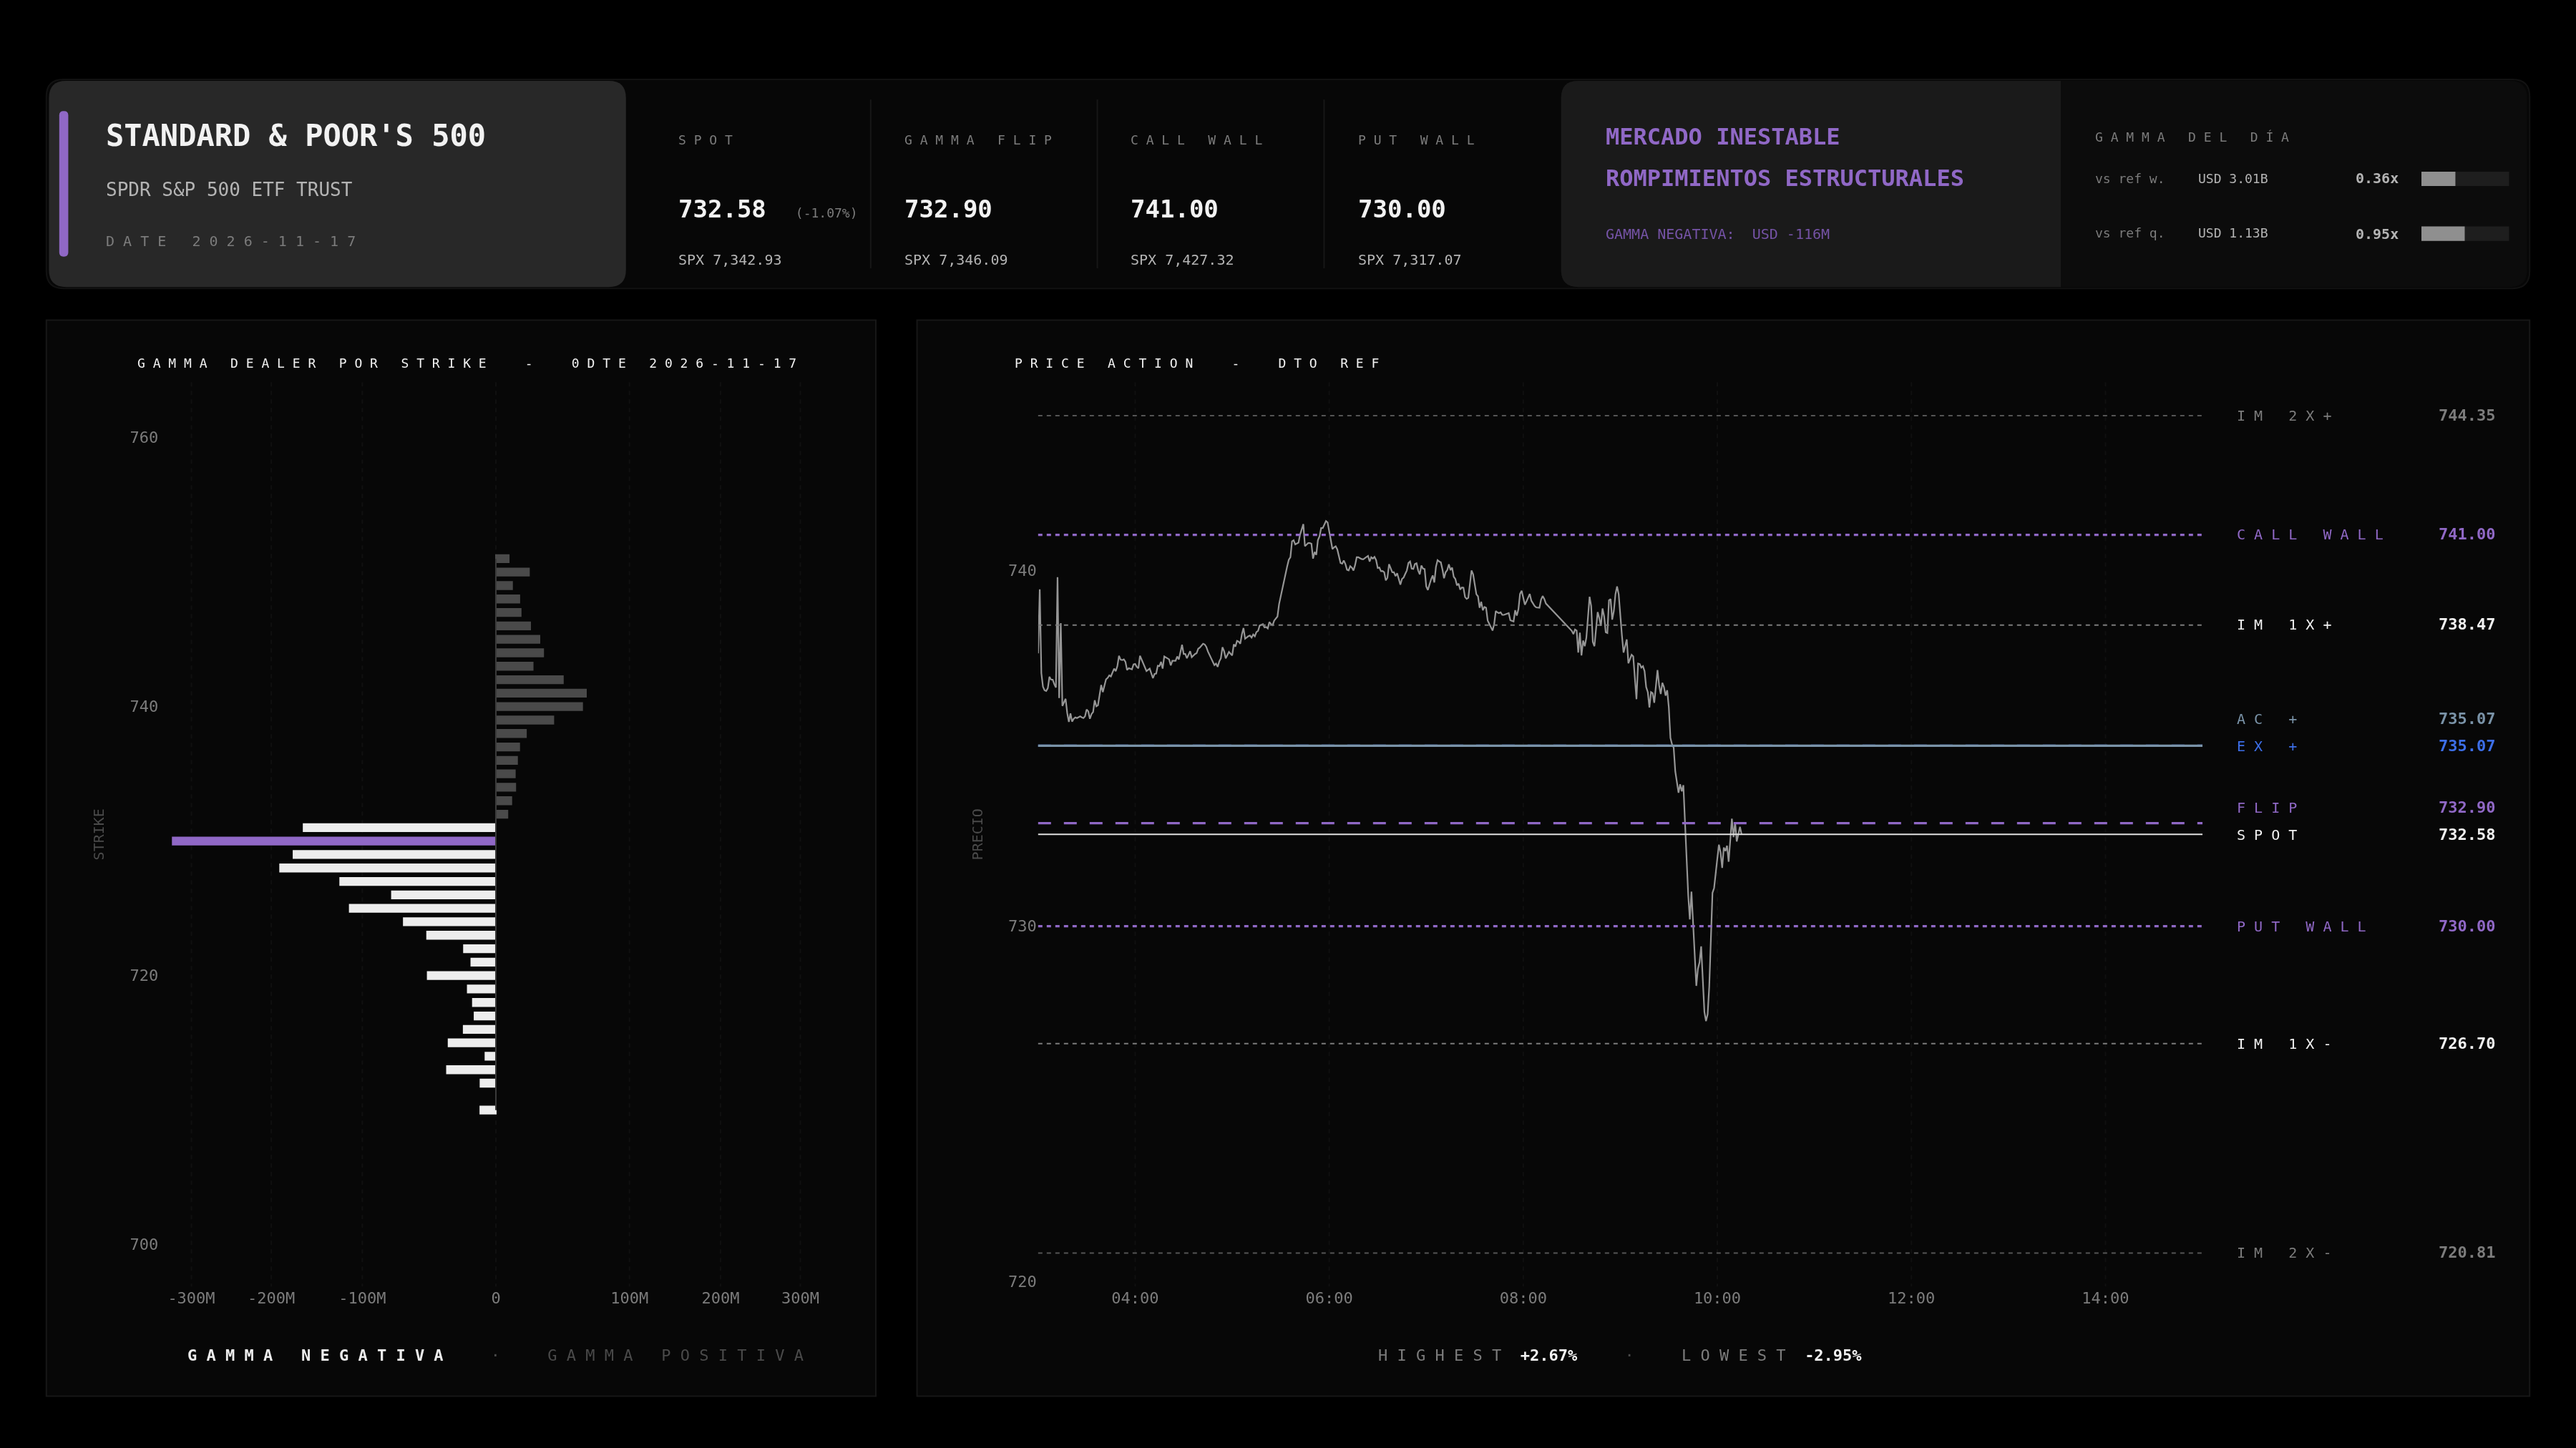 STANDARD & POOR'S 500
SPDR S&P 500 ETF TRUST
DATE 2026-11-17
SPOT
732.58 (-1.07%)
SPX 7,342.93
GAMMA FLIP
732.90
SPX 7,346.09
CALL WALL
741.00
SPX 7,427.32
PUT WALL
730.00
SPX 7,317.07
MERCADO INESTABLE
ROMPIMIENTOS ESTRUCTURALES
GAMMA NEGATIVA: USD -116M
GAMMA DEL DÍA
vs ref w. USD 3.01B 0.36x
vs ref q. USD 1.13B 0.95x
GAMMA DEALER POR STRIKE - 0DTE 2026-11-17
760
740
720
700
STRIKE
-300M -200M -100M 0 100M 200M 300M
GAMMA NEGATIVA · GAMMA POSITIVA
PRICE ACTION - DTO REF
740
730
720
PRECIO
04:00 06:00 08:00 10:00 12:00 14:00
IM 2X+ 744.35
CALL WALL 741.00
IM 1X+ 738.47
AC + 735.07
EX + 735.07
FLIP 732.90
SPOT 732.58
PUT WALL 730.00
IM 1X- 726.70
IM 2X- 720.81
HIGHEST +2.67% · LOWEST -2.95%